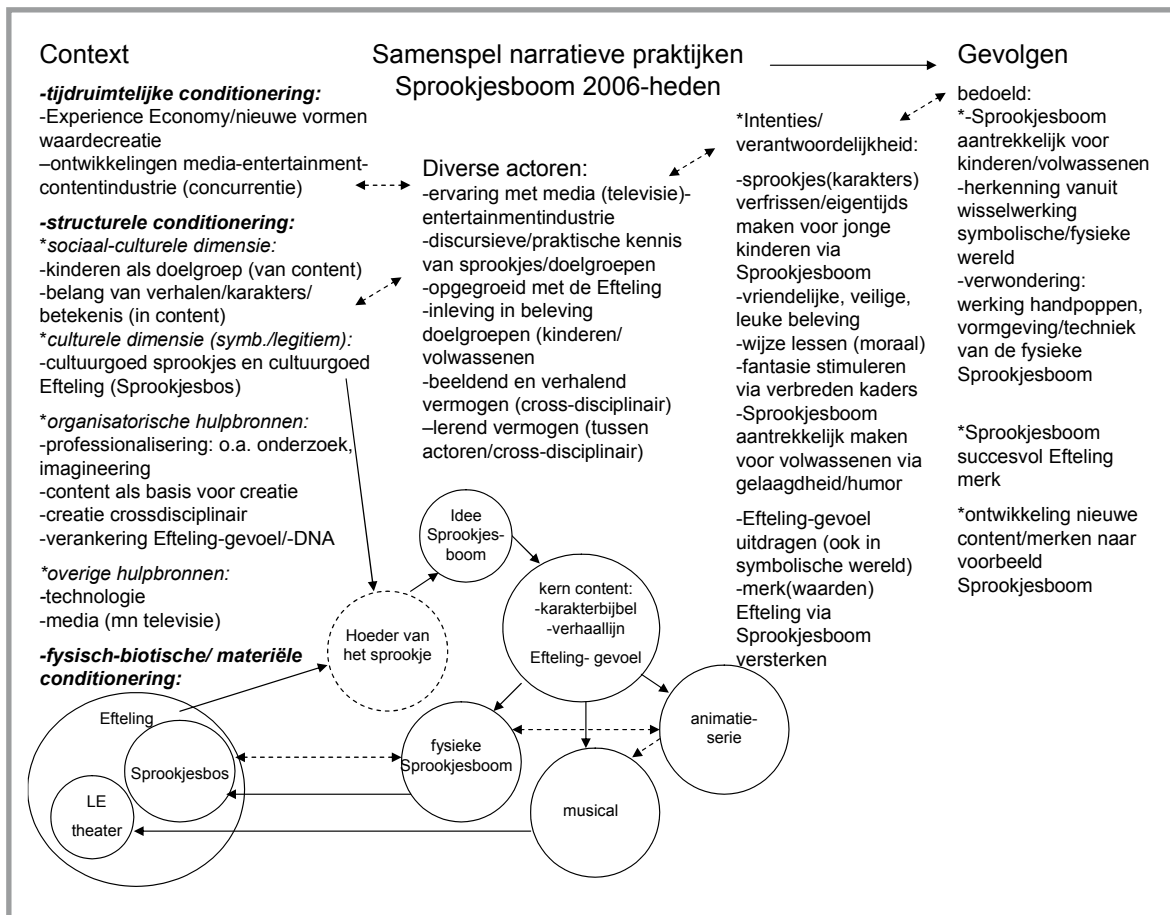 Context
-tijdruimtelijke conditionering:
-Experience Economy/nieuwe vormen
waardecreatie
–ontwikkelingen media-entertainment-
contentindustrie (concurrentie)
-structurele conditionering:
*sociaal-culturele dimensie:
-kinderen als doelgroep (van content)
-belang van verhalen/karakters/
betekenis (in content)
*culturele dimensie (symb./legitiem):
-cultuurgoed sprookjes en cultuurgoed
Efteling (Sprookjesbos)
*organisatorische hulpbronnen:
-professionalisering: o.a. onderzoek,
imagineering
-content als basis voor creatie
-creatie crossdisciplinair
-verankering Efteling-gevoel/-DNA
*overige hulpbronnen:
-technologie
-media (mn televisie)
-fysisch-biotische/ materiële
conditionering:
Samenspel narratieve praktijken
Sprookjesboom 2006-heden
Diverse actoren:
-ervaring met media (televisie)-
entertainmentindustrie
-discursieve/praktische kennis
van sprookjes/doelgroepen
-opgegroeid met de Efteling
-inleving in beleving
doelgroepen (kinderen/
volwassenen
-beeldend en verhalend
vermogen (cross-disciplinair)
–lerend vermogen (tussen
actoren/cross-disciplinair)
*Intenties/
verantwoordelijkheid:
-sprookjes(karakters)
verfrissen/eigentijds
maken voor jonge
kinderen via
Sprookjesboom
-vriendelijke, veilige,
leuke beleving
-wijze lessen (moraal)
-fantasie stimuleren
via verbreden kaders
-Sprookjesboom
aantrekkelijk maken
voor volwassenen via
gelaagdheid/humor
-Efteling-gevoel
uitdragen (ook in
symbolische wereld)
-merk(waarden)
Efteling via
Sprookjesboom
versterken
Gevolgen
bedoeld:
*-Sprookjesboom
aantrekkelijk voor
kinderen/volwassenen
-herkenning vanuit
wisselwerking
symbolische/fysieke
wereld
-verwondering:
werking handpoppen,
vormgeving/techniek
van de fysieke
Sprookjesboom
*Sprookjesboom
succesvol Efteling
merk
*ontwikkeling nieuwe
content/merken naar
voorbeeld
Sprookjesboom
Idee
Sprookjes-
boom
Hoeder van
het sprookje
kern content:
-karakterbijbel
-verhaallijn
Efteling- gevoel
Efteling
Sprookjesbos
LE
theater
fysieke
Sprookjesboom
musical
animatie-
serie